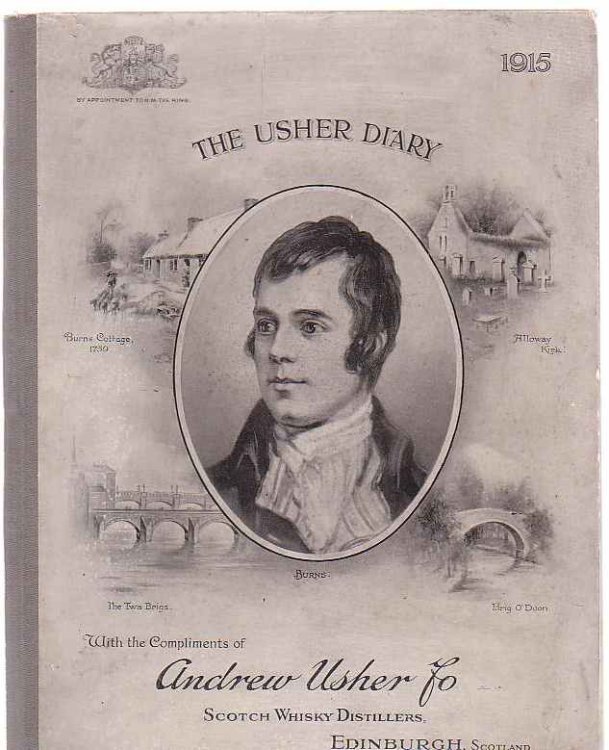 1915
BY APPOINTMENT TO H.M. THE KING.
THE USHER DIARY
Burns Cottage,
1759
Alloway
Kirk.
BURNS.
The Twa Brigs.
Brig O'Doon
With the Compliments of
Andrew Usher & Co
SCOTCH WHISKY DISTILLERS,
EDINBURGH, SCOTLAND